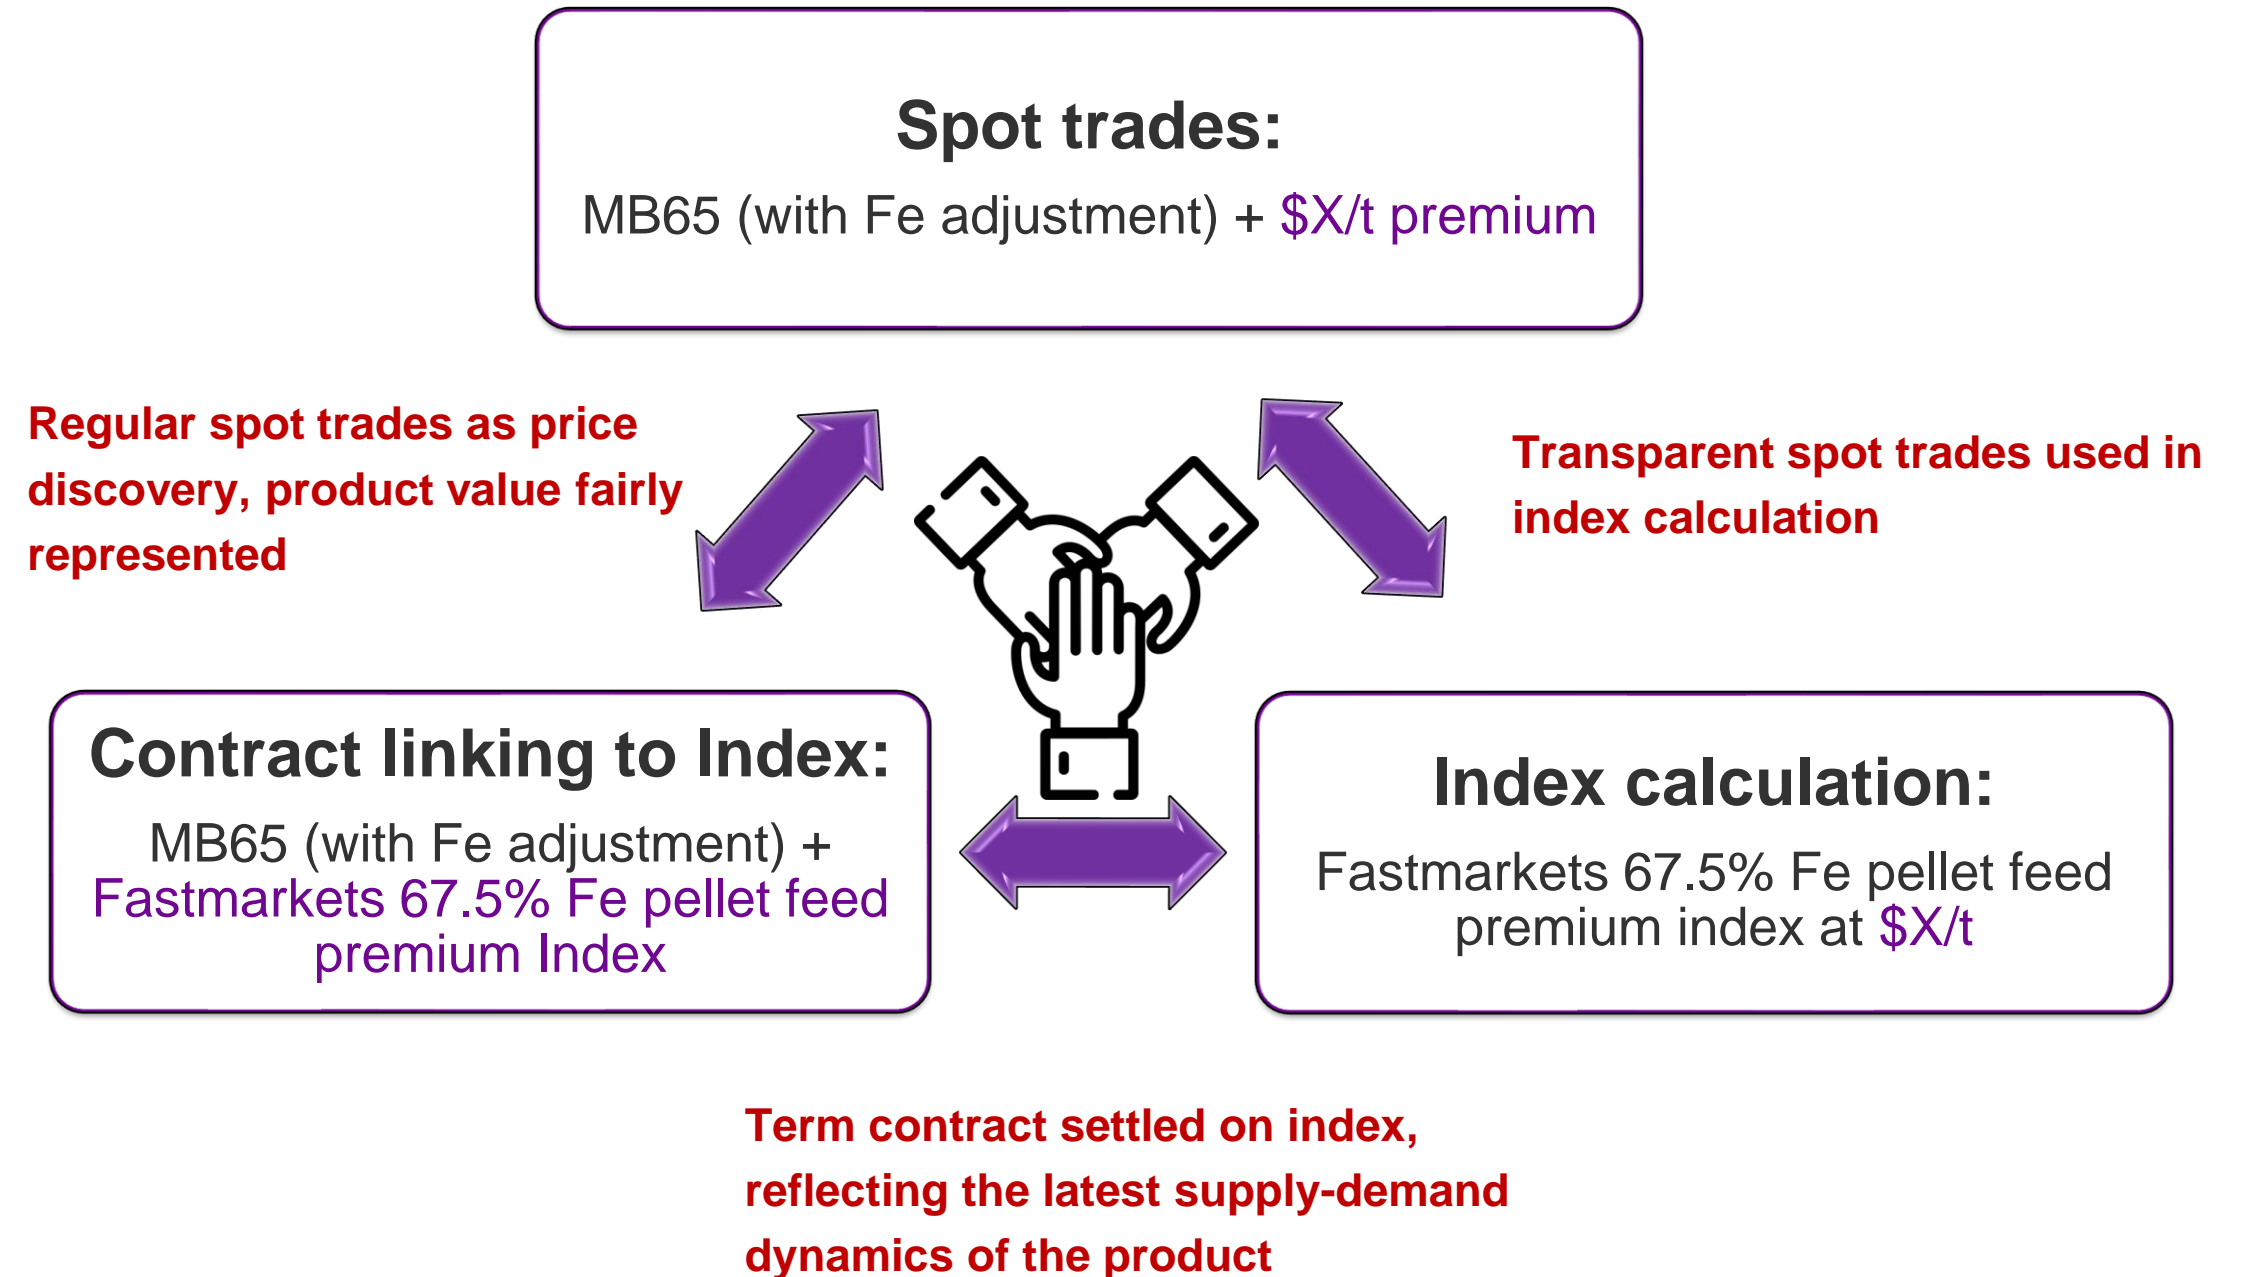 Spot trades:
MB65 (with Fe adjustment) + $X/t premium
Regular spot trades as price
discovery, product value fairly
represented
Transparent spot trades used in
index calculation
Contract linking to Index:
MB65 (with Fe adjustment) +
Fastmarkets 67.5% Fe pellet feed
premium Index
Index calculation:
Fastmarkets 67.5% Fe pellet feed
premium index at $X/t
Term contract settled on index,
reflecting the latest supply-demand
dynamics of the product